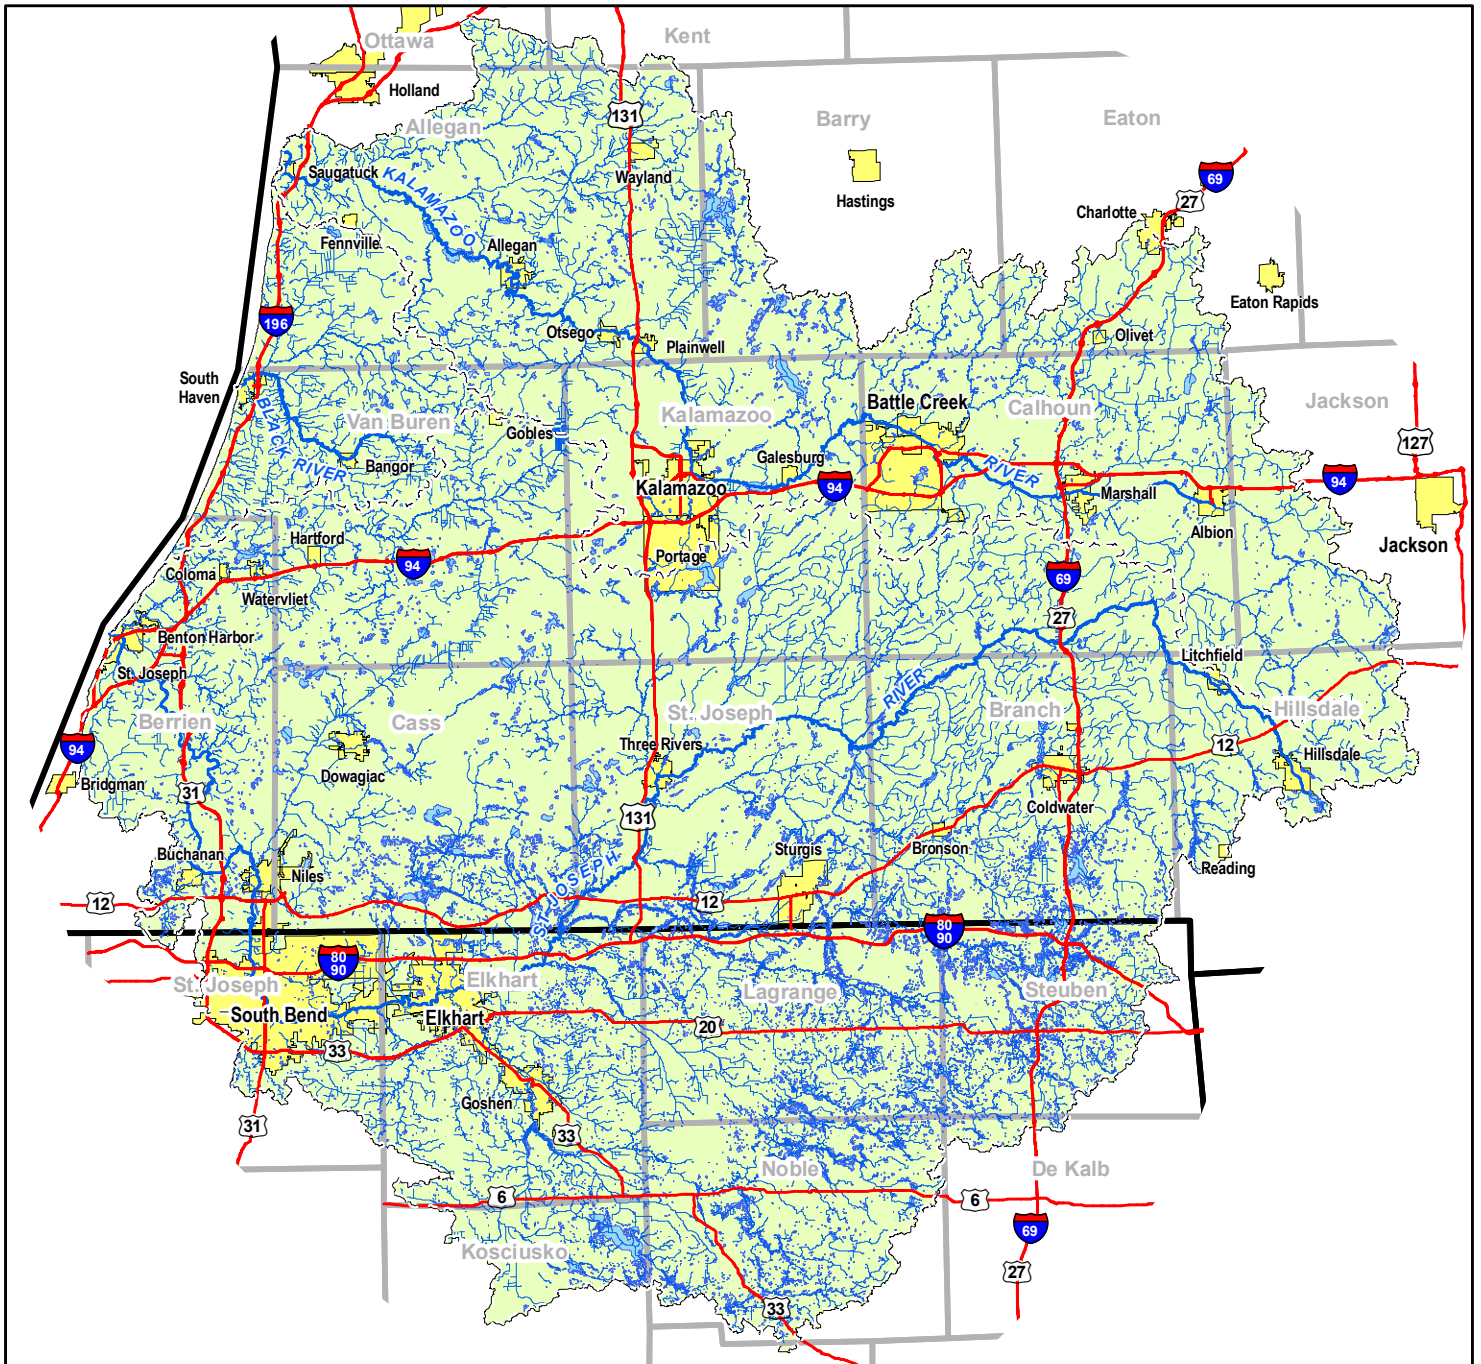 Ottawa
Kent
Holland
131
Allegan
Barry
Eaton
Saugatuck
KALAMAZOO
Wayland
Hastings
69
27
Charlotte
Fennville
Allegan
Eaton Rapids
196
Otsego
Plainwell
Olivet
South
Haven
BLACK RIVER
Van Buren
Gobles
Kalamazoo
Battle Creek
Calhoun
Jackson
127
Bangor
Galesburg
RIVER
Kalamazoo
94
Marshall
94
Albion
Jackson
Hartford
94
Portage
Coloma
Watervliet
69
27
Benton Harbor
St. Joseph
Litchfield
Berrien
Cass
St. Joseph
RIVER
Branch
Hillsdale
94
Dowagiac
Three Rivers
12
Hillsdale
Bridgman
31
131
Coldwater
Buchanan
Niles
ST. JOSEPH
Sturgis
Bronson
Reading
12
12
80
90
80
90
St. Joseph
Elkhart
Lagrange
Steuben
South Bend
Elkhart
20
33
Goshen
31
33
Noble
De Kalb
6
6
69
Kosciusko
27
33